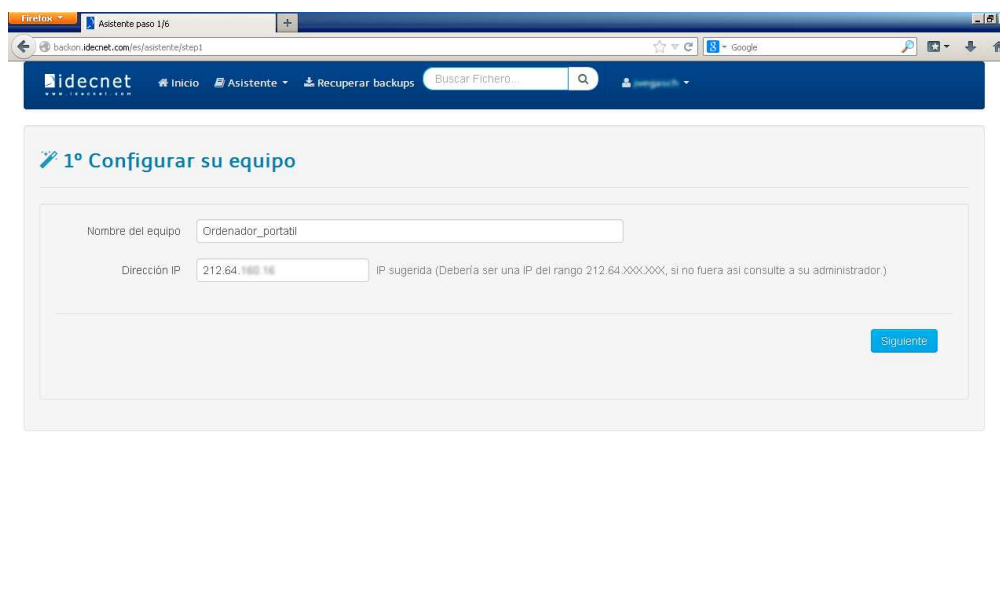 Firefox
Asistente paso 1/6
backon.idecnet.com/es/asistente/step1
Google
idecnet
www.idecnet.com
Inicio
Asistente
Recuperar backups
Buscar Fichero...
1º Configurar su equipo
Nombre del equipo
Ordenador_portatil
Dirección IP
212.64.
IP sugerida (Debería ser una IP del rango 212.64.XXX.XXX, si no fuera asi consulte a su administrador.)
Siguiente